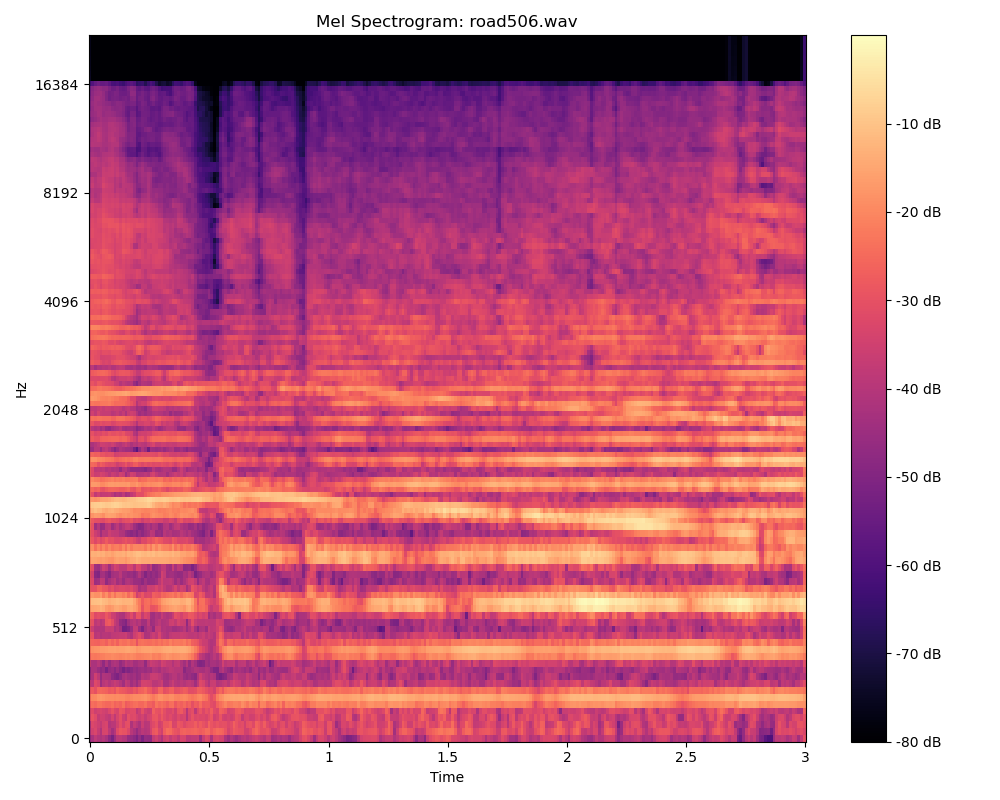 Mel Spectrogram: road506.wav
16384
8192
4096
2048
1024
512
0
Hz
0
0.5
1
1.5
2
2.5
3
Time
-10 dB
-20 dB
-30 dB
-40 dB
-50 dB
-60 dB
-70 dB
-80 dB